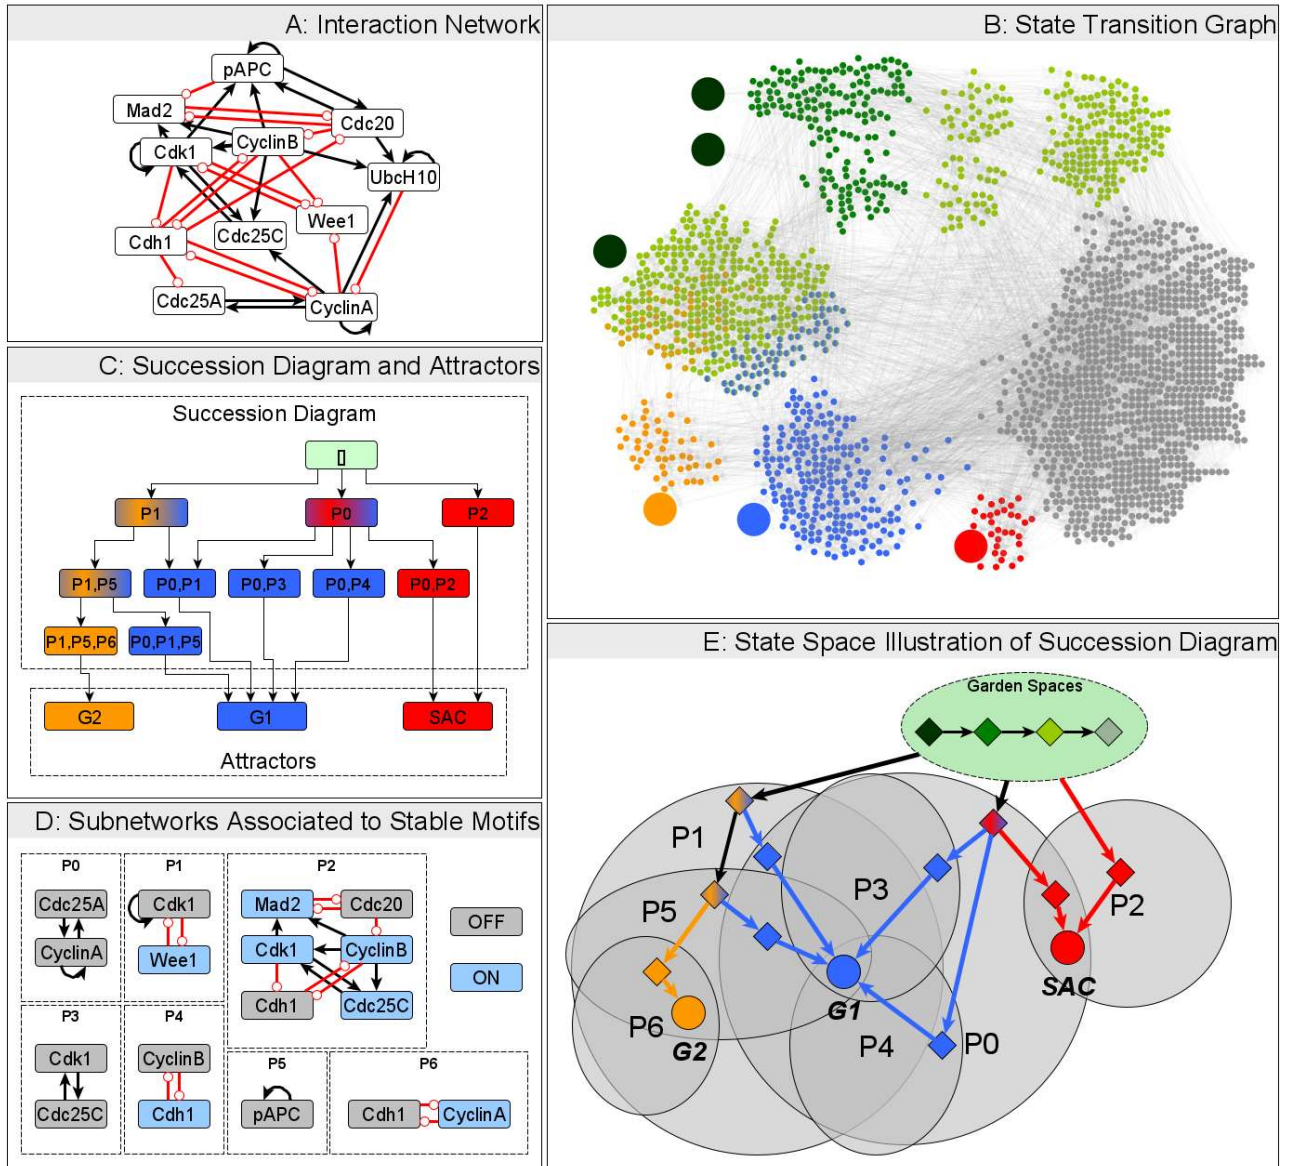 A: Interaction Network
pAPC
Mad2
Cdc20
CyclinB
Cdk1
UbcH10
Wee1
Cdh1
Cdc25C
Cdc25A
CyclinA
B: State Transition Graph
C: Succession Diagram and Attractors
Succession Diagram
[]
P1
P0
P2
P1,P5
P0,P1
P0,P3
P0,P4
P0,P2
P1,P5,P6
P0,P1,P5
G2
G1
SAC
Attractors
D: Subnetworks Associated to Stable Motifs
P0
P1
P2
Cdc25A
CyclinA
Cdk1
Wee1
Mad2
Cdc20
Cdk1
CyclinB
Cdh1
Cdc25C
OFF
ON
P3
P4
P5
P6
Cdk1
Cdc25C
CyclinB
Cdh1
pAPC
Cdh1
CyclinA
E: State Space Illustration of Succession Diagram
Garden Spaces
P1
P3
P2
P5
SAC
G1
P6
G2
P4
P0